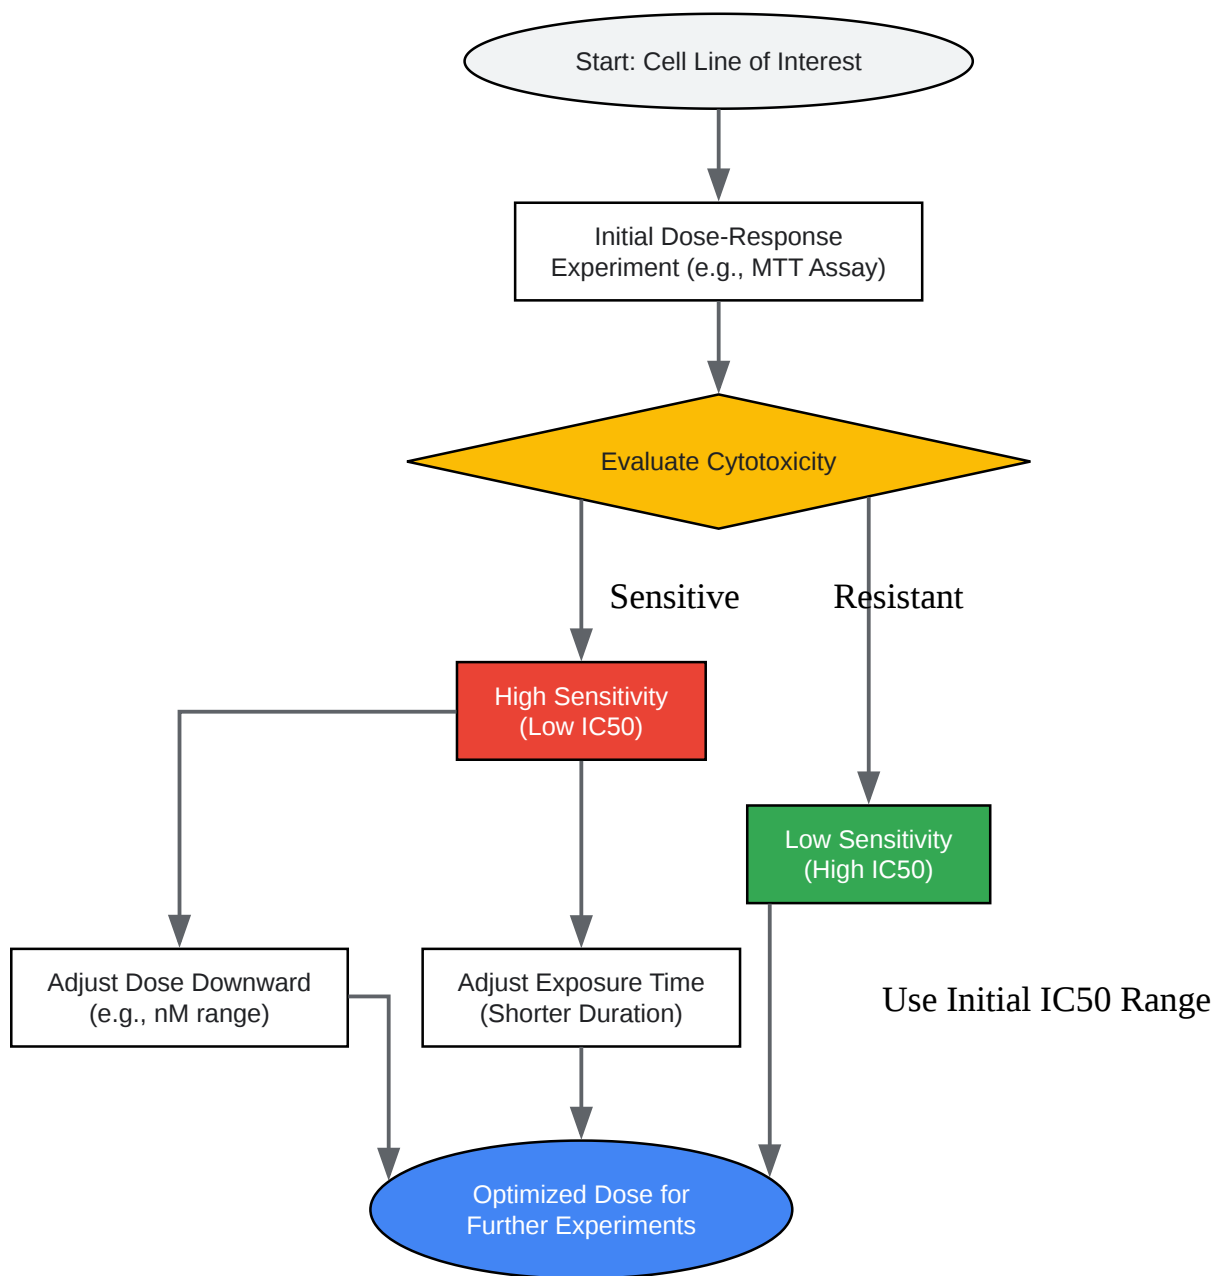 Start: Cell Line of Interest
Initial Dose-Response
Experiment (e.g., MTT Assay)
Evaluate Cytotoxicity
Sensitive
Resistant
High Sensitivity
(Low IC50)
Low Sensitivity
(High IC50)
Adjust Dose Downward
(e.g., nM range)
Adjust Exposure Time
(Shorter Duration)
Use Initial IC50 Range
Optimized Dose for
Further Experiments